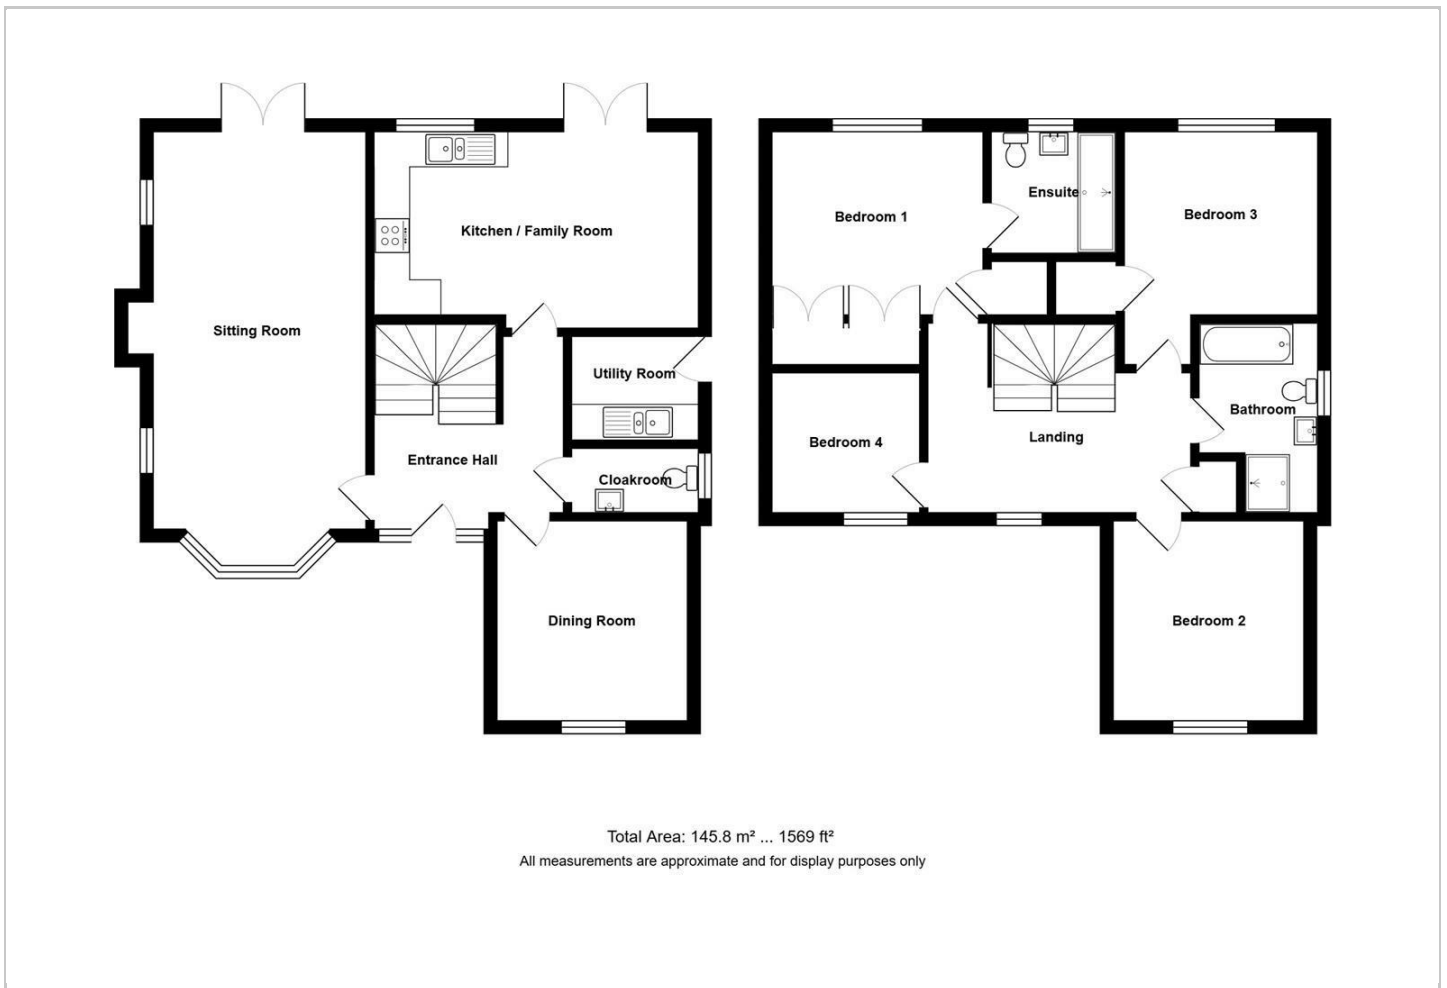 Sitting Room
Kitchen / Family Room
Utility Room
Entrance Hall
Cloakroom
Dining Room
Bedroom 1
Ensuite
Bedroom 3
Bedroom 4
Landing
Bathroom
Bedroom 2
Total Area: 145.8 m² ... 1569 ft²
All measurements are approximate and for display purposes only